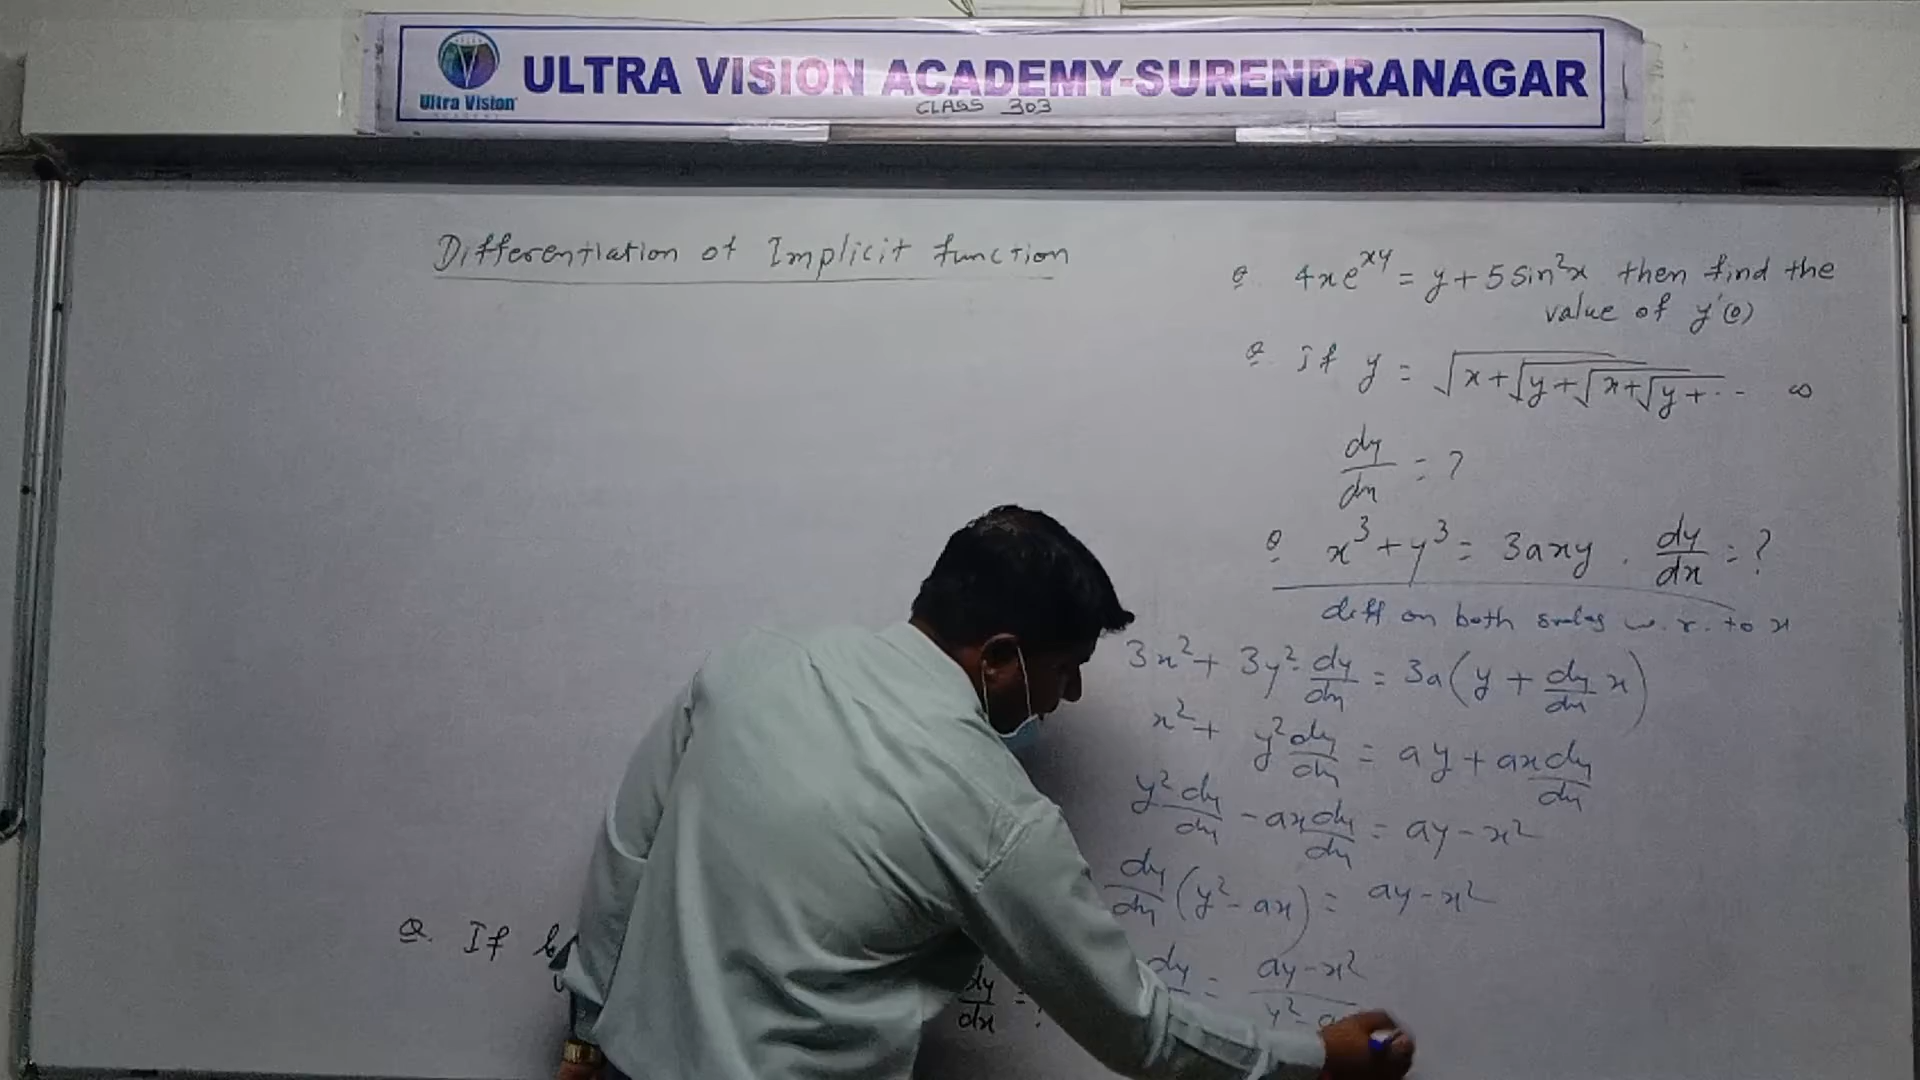 ULTRA VISION ACADEMY-SURENDRANAGAR
Ultra Vision
CLASS 303
Differentiation of Implicit function
Q. 4xe^xy = y + 5 sin²x then find the
value of y'(0)
Q. If y = √x+√y+√x+√y+... ∞
dy/dx = ?
Q. x³ + y³ = 3axy . dy/dx = ?
diff on both sides w.r. to x
3x² + 3y² · dy/dx = 3a(y + dy/dx x)
x² + y² dy/dx = ay + ax dy/dx
y² dy/dx - ax dy/dx = ay - x²
dy/dx (y² - ax) = ay - x²
dy = ay - x² / y² - a
Q. If
dy/dx = ?